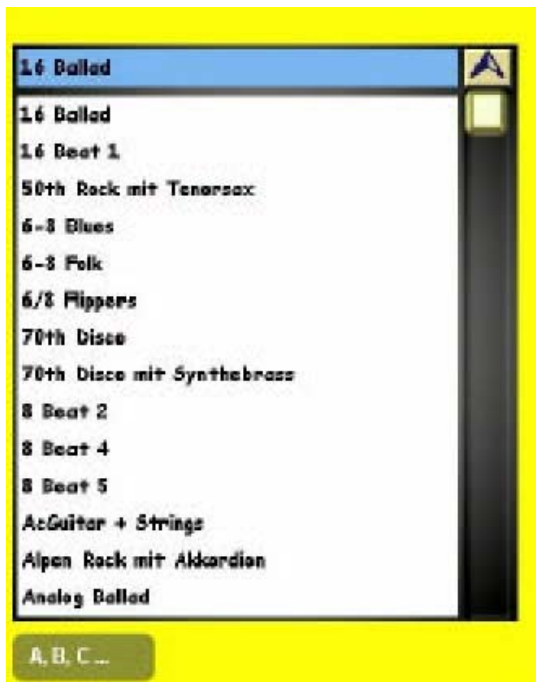 16 Ballad
16 Ballad
16 Beat 1
50th Rock mit Tenorsax
6-8 Blues
6-8 Folk
6/8 Flippers
70th Disco
70th Disco mit Synthebrass
8 Beat 2
8 Beat 4
8 Beat 5
AcGuitar + Strings
Alpen Rock mit Akkordion
Analog Ballad
A, B, C ...